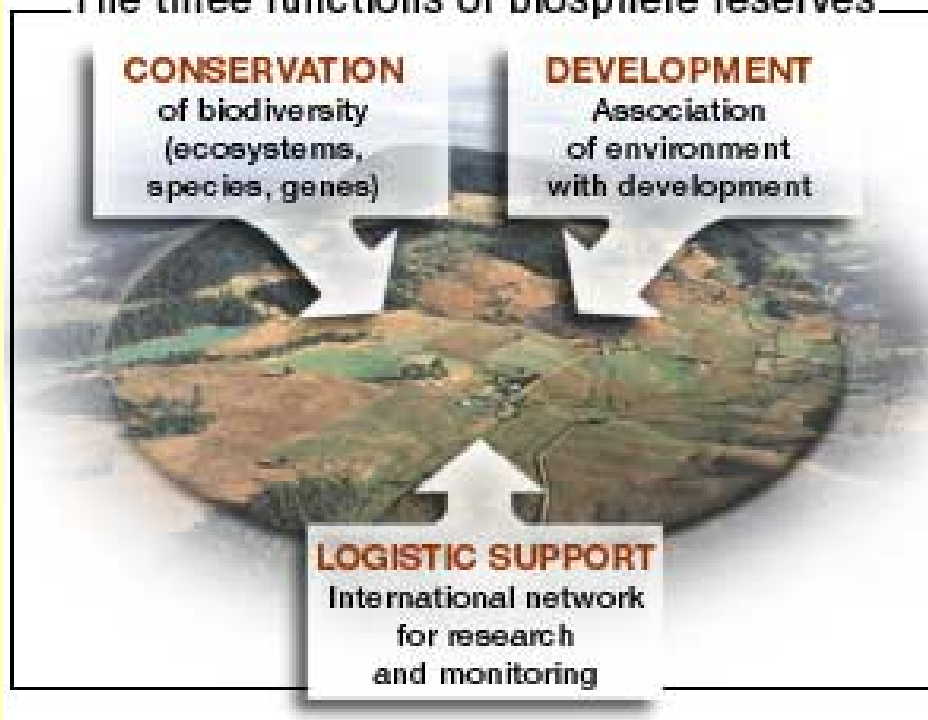 The three functions of biosphere reserves
CONSERVATION
of biodiversity
(ecosystems,
species, genes)
DEVELOPMENT
Association
of environment
with development
LOGISTIC SUPPORT
International network
for research
and monitoring